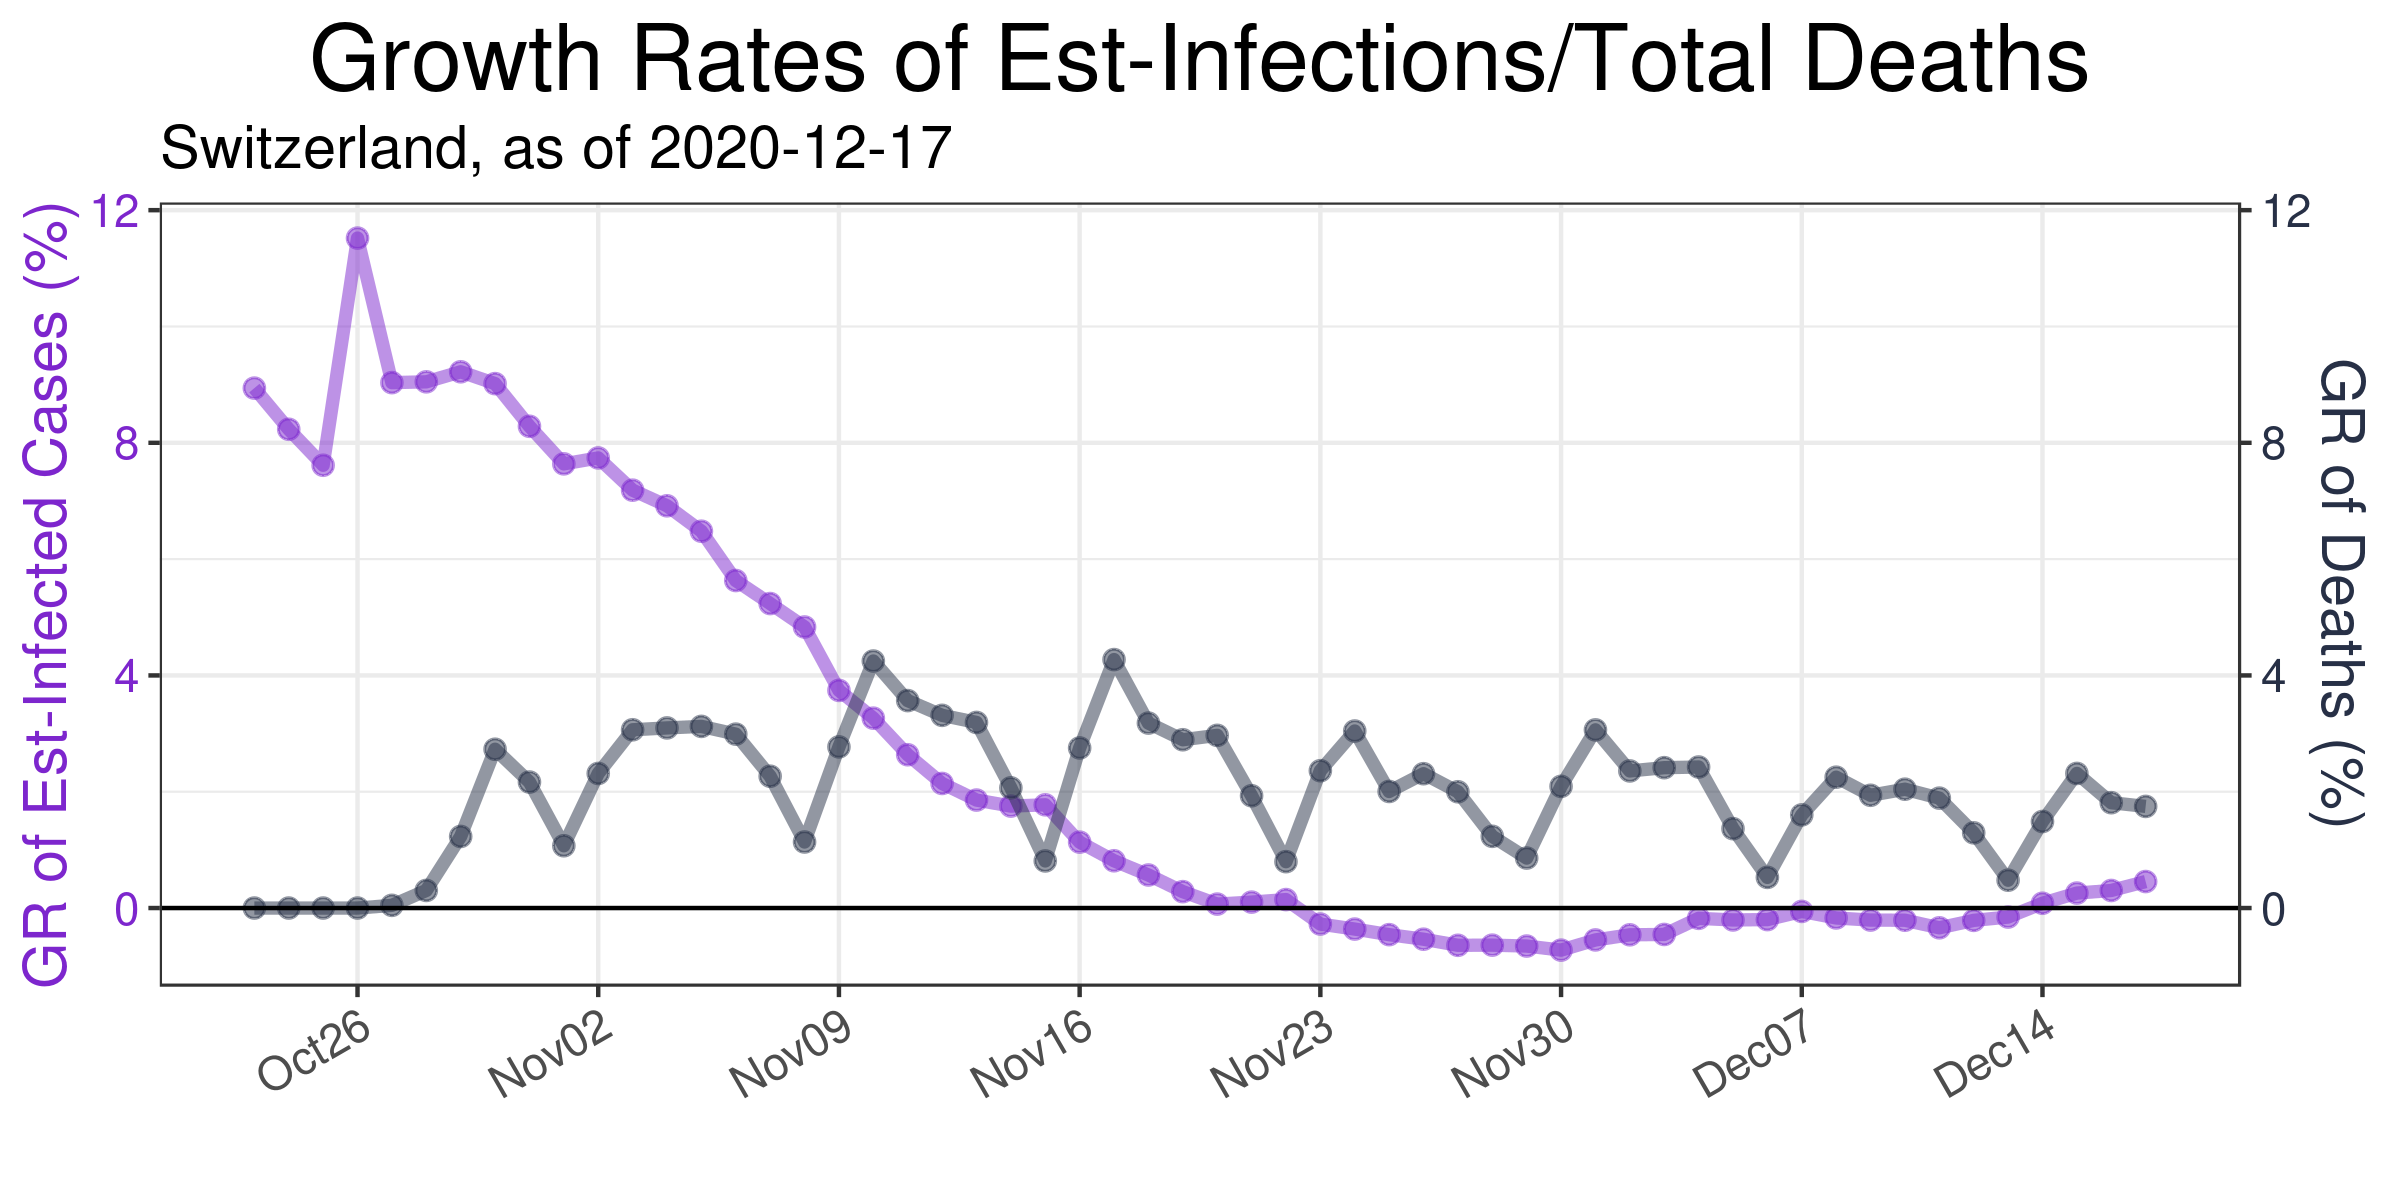 Growth Rates of Est-Infections/Total Deaths
Switzerland, as of 2020-12-17
GR of Est-Infected Cases (%)
12
8
4
0
12
8
4
0
GR of Deaths (%)
Oct26
Nov02
Nov09
Nov16
Nov23
Nov30
Dec07
Dec14